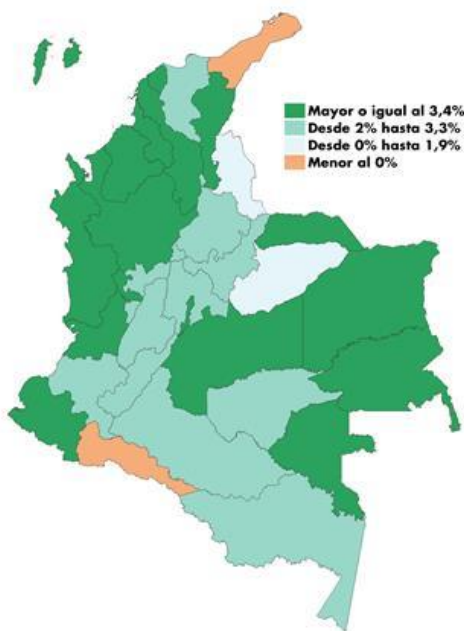 Mayor o igual al 3,4%
Desde 2% hasta 3,3%
Desde 0% hasta 1,9%
Menor al 0%